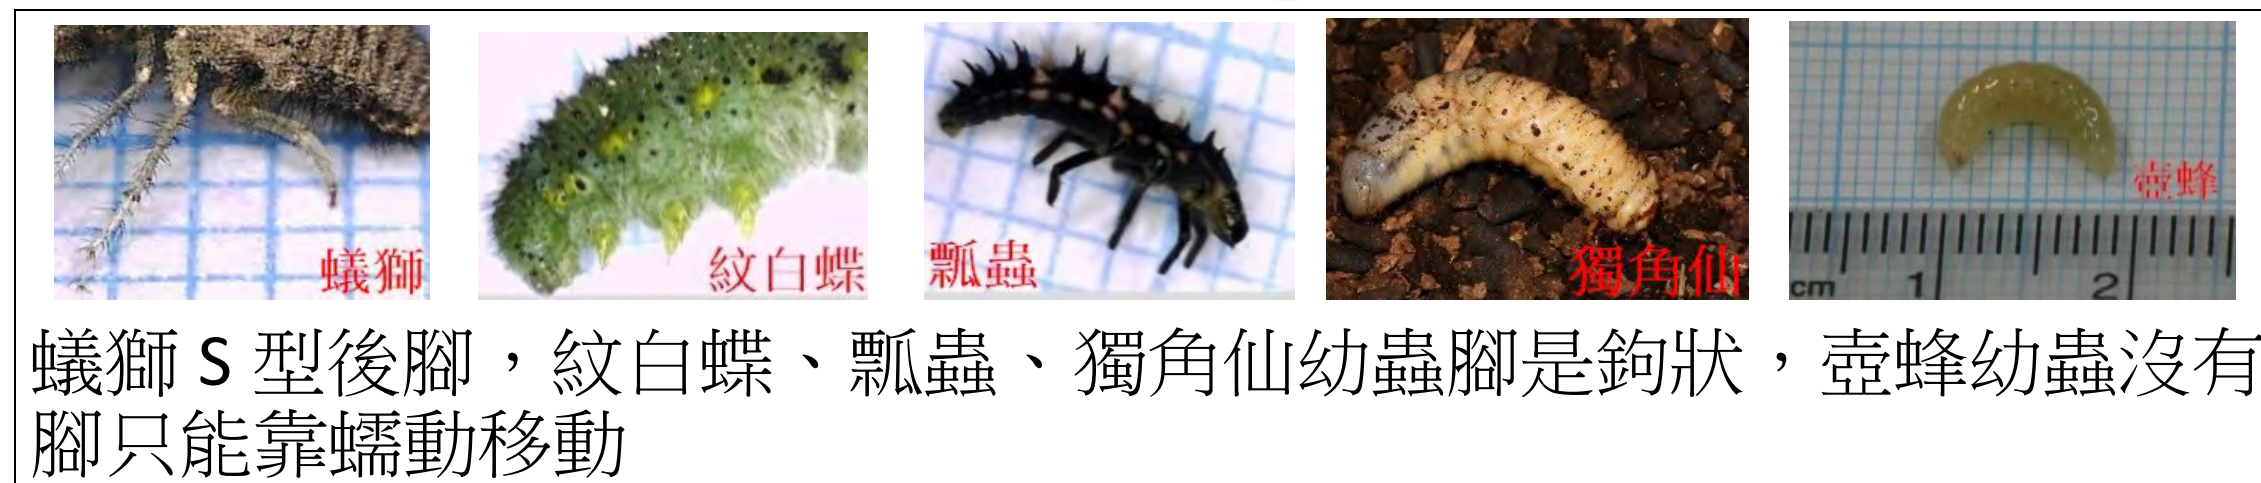 蟻獅
紋白蝶
瓢蟲
獨角仙
壺蜂
cm 1 2
蟻獅 S 型後腳，紋白蝶、瓢蟲、獨角仙幼蟲腳是鉤狀，壺蜂幼蟲沒有
腳只能靠蠕動移動